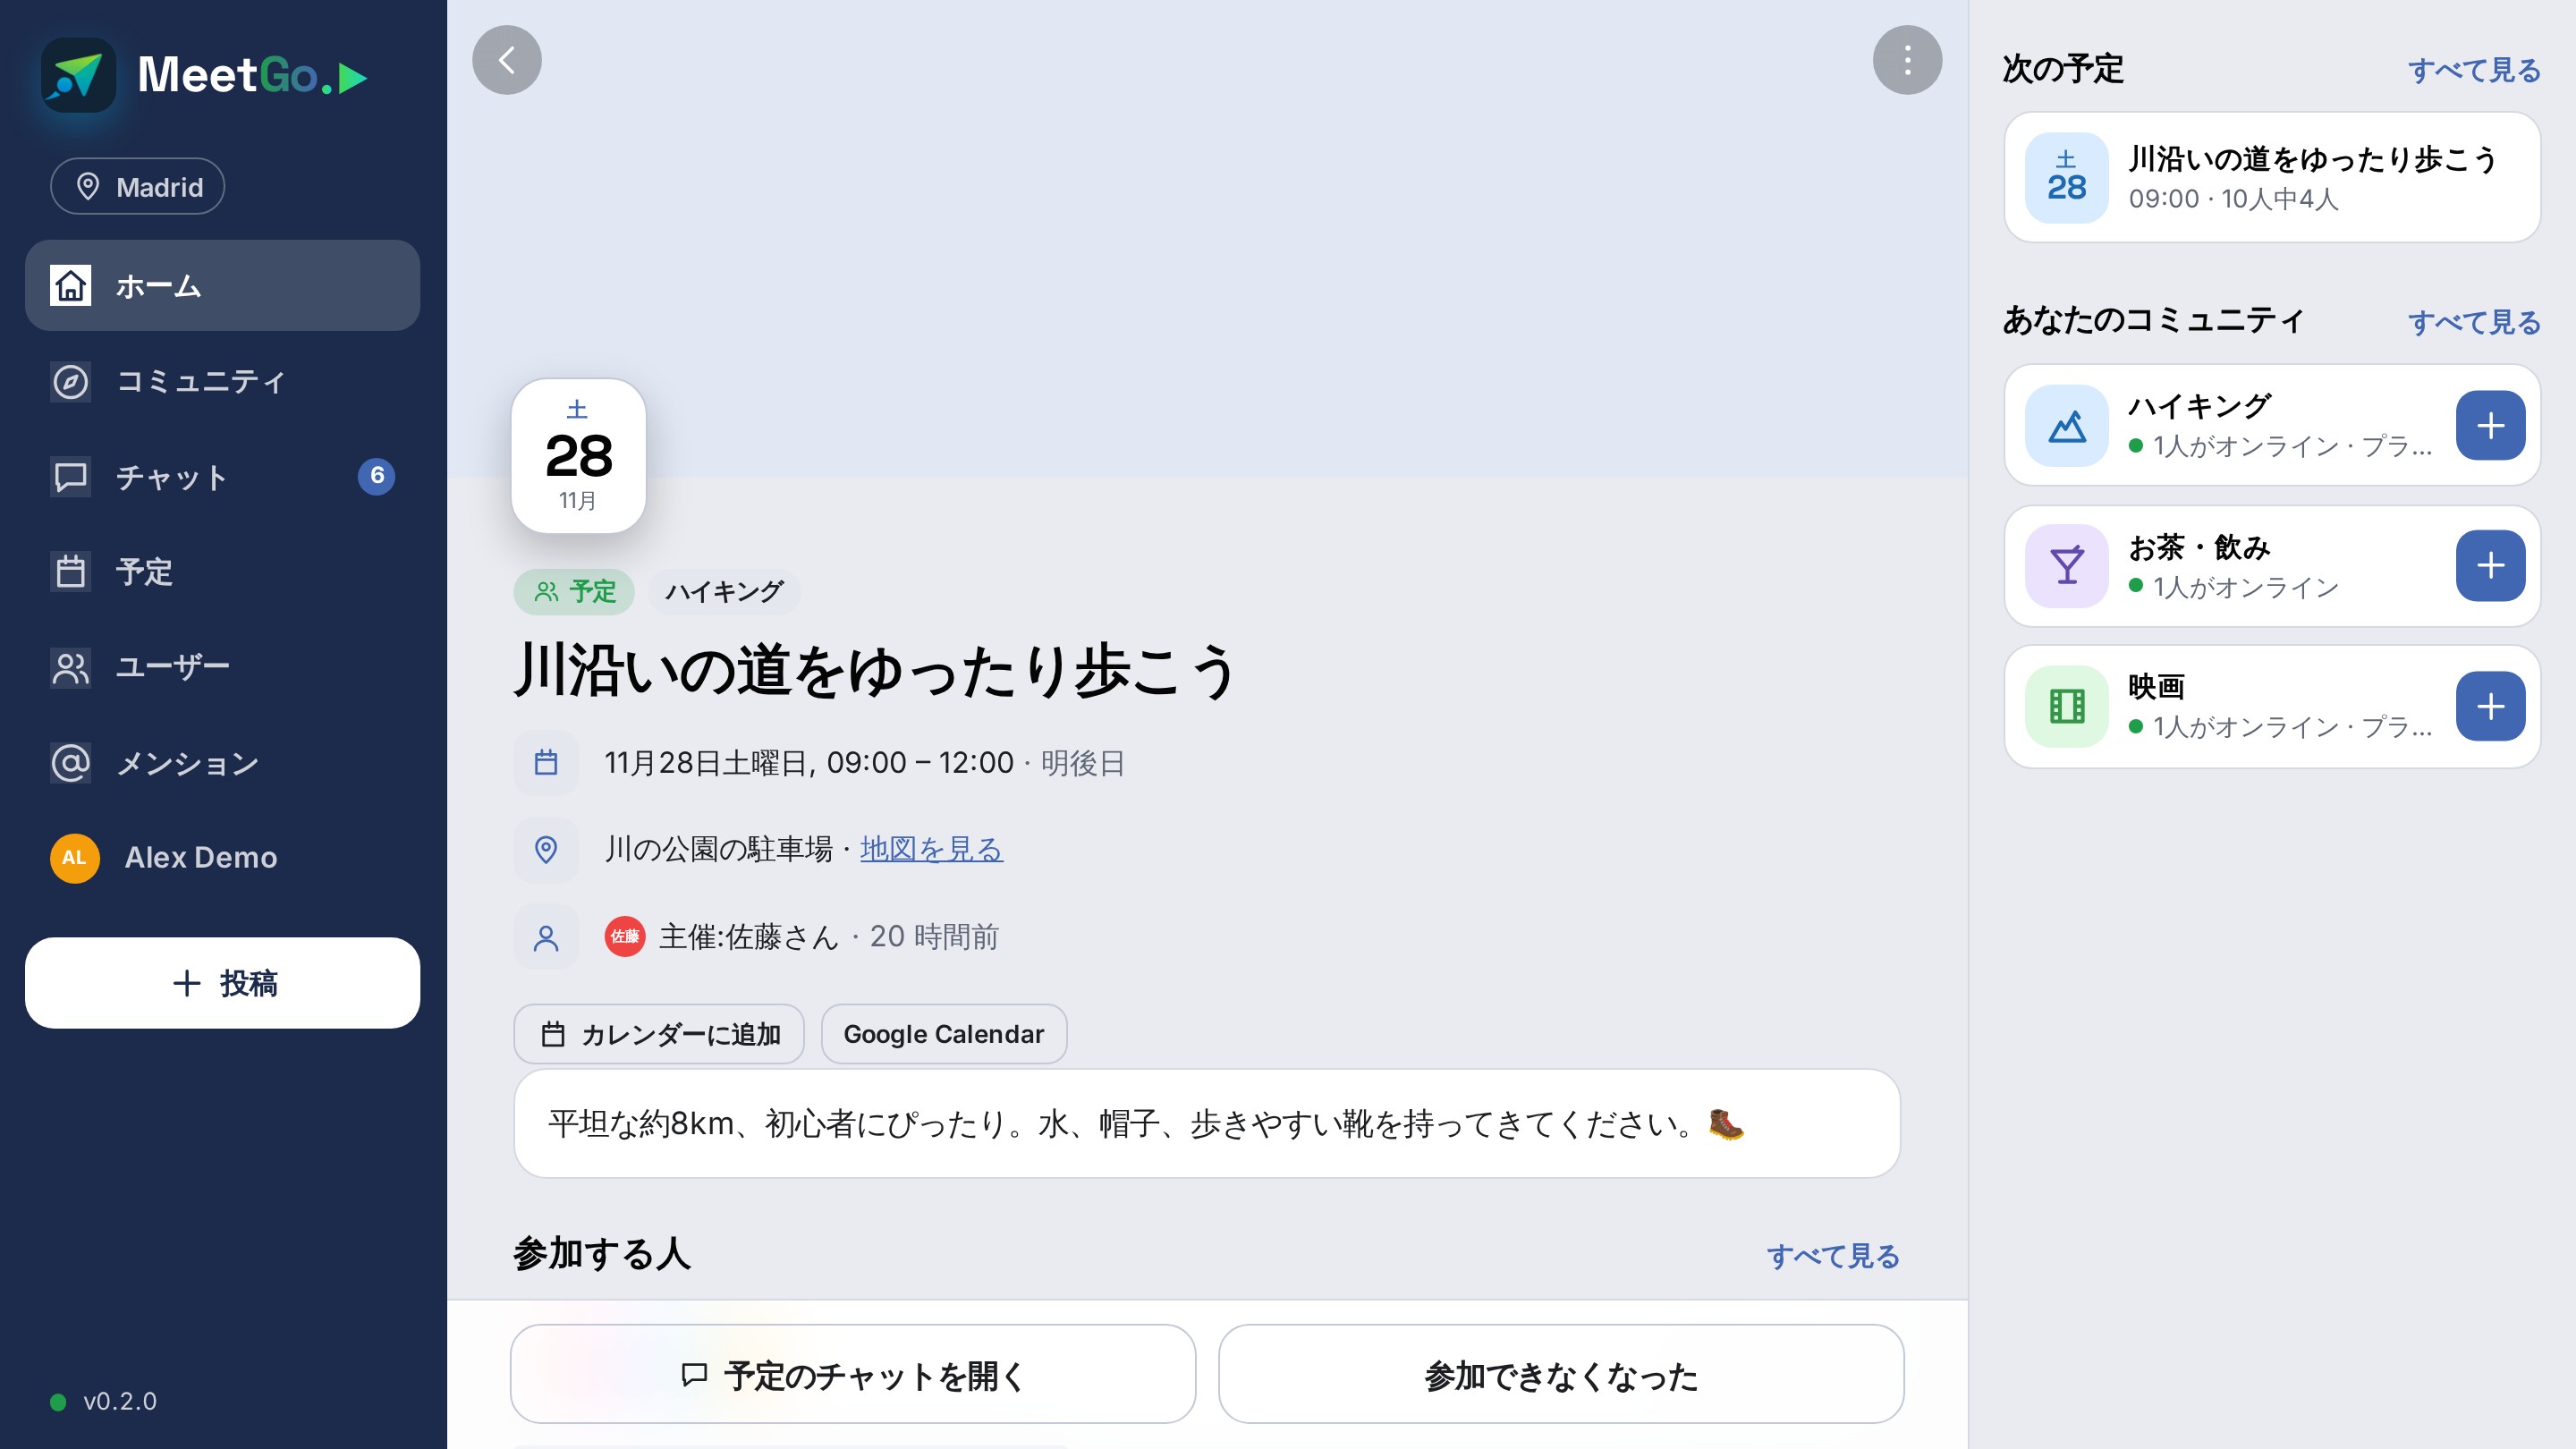 MeetGo.
Madrid
ホーム
コミュニティ
チャット
6
予定
ユーザー
メンション
AL
Alex Demo
投稿
v0.2.0
土
28
11月
予定
ハイキング
川沿いの道をゆったり歩こう
11月28日土曜日, 09:00 – 12:00 · 明後日
川の公園の駐車場 · 地図を見る
佐藤
主催:佐藤さん · 20 時間前
カレンダーに追加
Google Calendar
平坦な約8km、初心者にぴったり。水、帽子、歩きやすい靴を持ってきてください。🥾
参加する人
すべて見る
予定のチャットを開く
参加できなくなった
次の予定
すべて見る
土
28
川沿いの道をゆったり歩こう
09:00 · 10人中4人
あなたのコミュニティ
すべて見る
ハイキング
1人がオンライン · プラ...
お茶・飲み
1人がオンライン
映画
1人がオンライン · プラ...